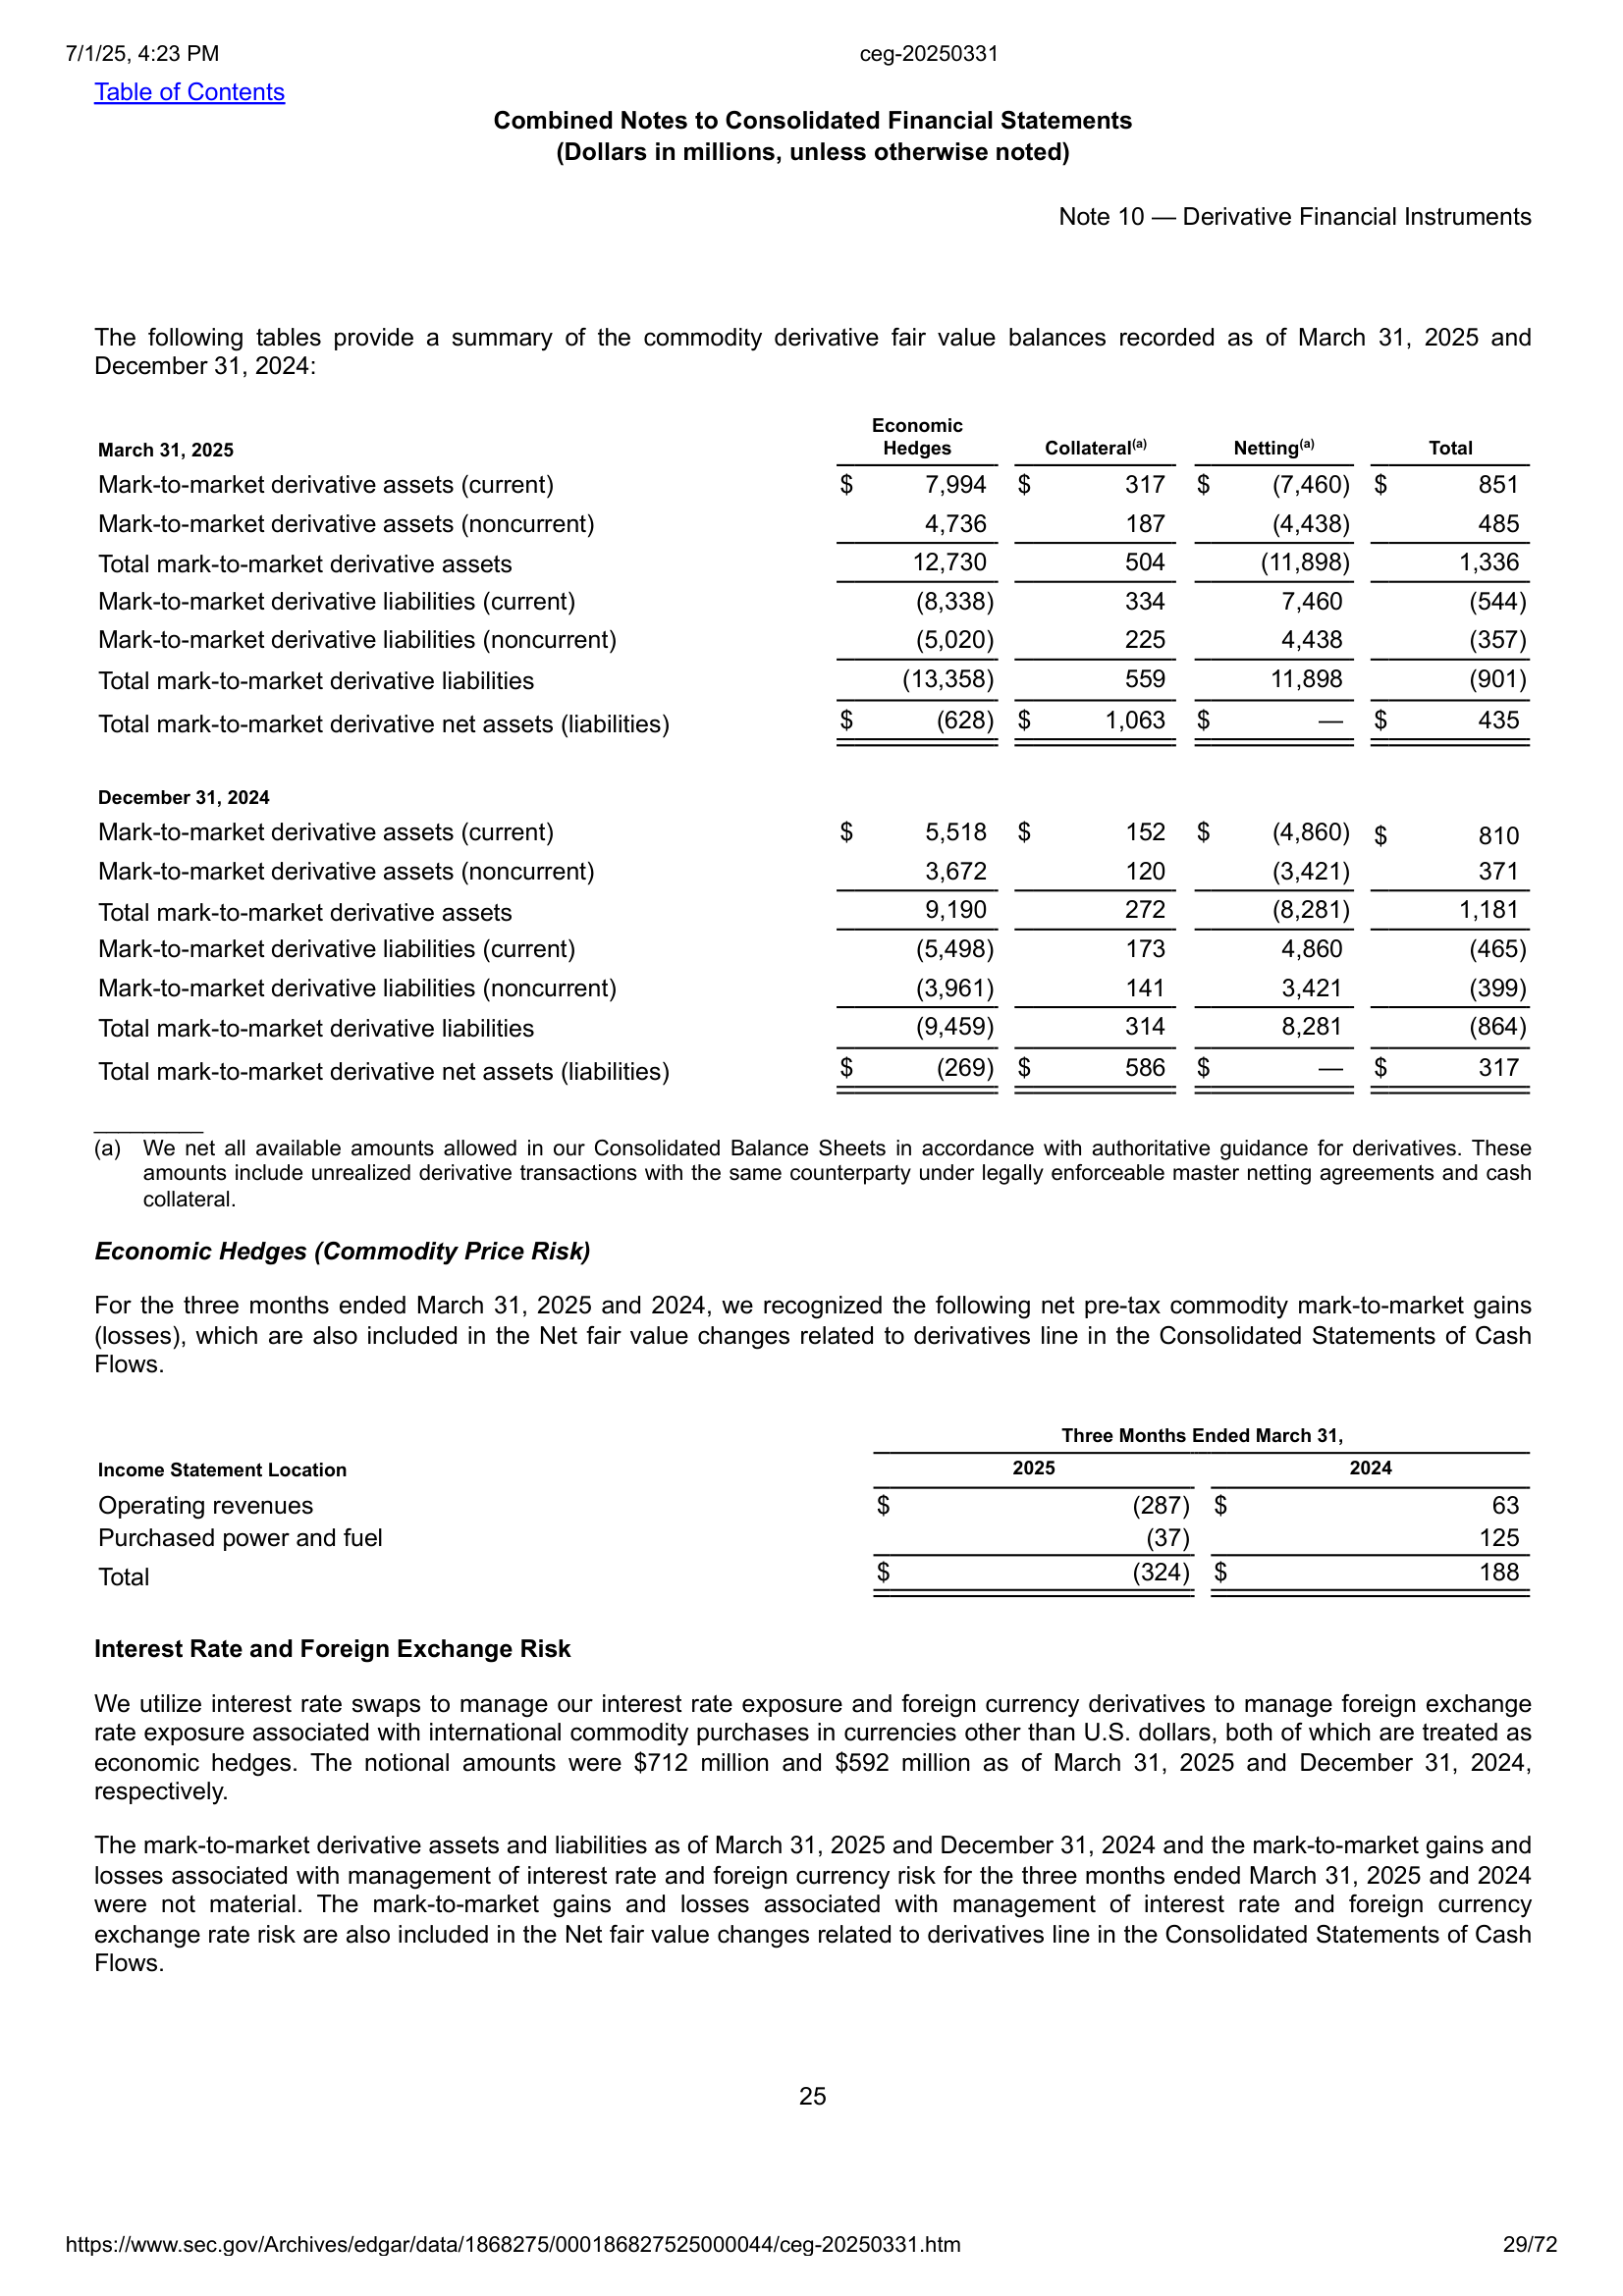 7/1/25, 4:23 PM ceg-20250331
Table of Contents
Combined Notes to Consolidated Financial Statements
(Dollars in millions, unless otherwise noted)
Note 10 — Derivative Financial Instruments
The following tables provide a summary of the commodity derivative fair value balances recorded as of March 31, 2025 and
December 31, 2024:
March 31, 2025 Economic Hedges Collateral(a) Netting(a) Total
Mark-to-market derivative assets (current) $ 7,994 $ 317 $ (7,460) $ 851
Mark-to-market derivative assets (noncurrent) 4,736 187 (4,438) 485
Total mark-to-market derivative assets 12,730 504 (11,898) 1,336
Mark-to-market derivative liabilities (current) (8,338) 334 7,460 (544)
Mark-to-market derivative liabilities (noncurrent) (5,020) 225 4,438 (357)
Total mark-to-market derivative liabilities (13,358) 559 11,898 (901)
Total mark-to-market derivative net assets (liabilities) $ (628) $ 1,063 $ — $ 435
December 31, 2024
Mark-to-market derivative assets (current) $ 5,518 $ 152 $ (4,860) $ 810
Mark-to-market derivative assets (noncurrent) 3,672 120 (3,421) 371
Total mark-to-market derivative assets 9,190 272 (8,281) 1,181
Mark-to-market derivative liabilities (current) (5,498) 173 4,860 (465)
Mark-to-market derivative liabilities (noncurrent) (3,961) 141 3,421 (399)
Total mark-to-market derivative liabilities (9,459) 314 8,281 (864)
Total mark-to-market derivative net assets (liabilities) $ (269) $ 586 $ — $ 317
(a) We net all available amounts allowed in our Consolidated Balance Sheets in accordance with authoritative guidance for derivatives. These
amounts include unrealized derivative transactions with the same counterparty under legally enforceable master netting agreements and cash
collateral.
Economic Hedges (Commodity Price Risk)
For the three months ended March 31, 2025 and 2024, we recognized the following net pre-tax commodity mark-to-market gains
(losses), which are also included in the Net fair value changes related to derivatives line in the Consolidated Statements of Cash
Flows.
Three Months Ended March 31,
Income Statement Location 2025 2024
Operating revenues $ (287) $ 63
Purchased power and fuel (37) 125
Total $ (324) $ 188
Interest Rate and Foreign Exchange Risk
We utilize interest rate swaps to manage our interest rate exposure and foreign currency derivatives to manage foreign exchange
rate exposure associated with international commodity purchases in currencies other than U.S. dollars, both of which are treated as
economic hedges. The notional amounts were $712 million and $592 million as of March 31, 2025 and December 31, 2024,
respectively.
The mark-to-market derivative assets and liabilities as of March 31, 2025 and December 31, 2024 and the mark-to-market gains and
losses associated with management of interest rate and foreign currency risk for the three months ended March 31, 2025 and 2024
were not material. The mark-to-market gains and losses associated with management of interest rate and foreign currency
exchange rate risk are also included in the Net fair value changes related to derivatives line in the Consolidated Statements of Cash
Flows.
25
https://www.sec.gov/Archives/edgar/data/1868275/000186827525000044/ceg-20250331.htm 29/72